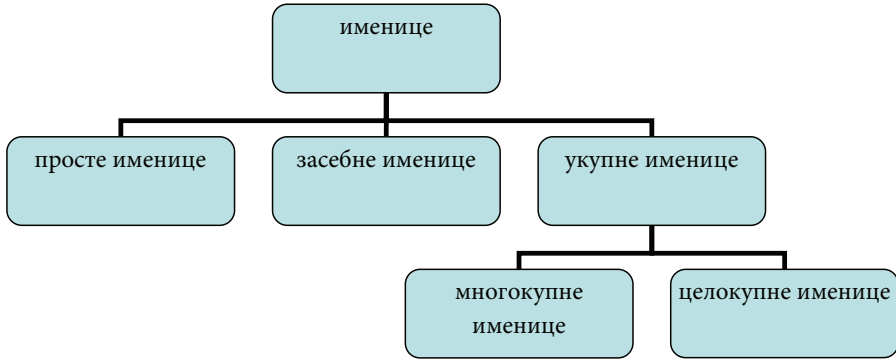 именице
просте именице
засебне именице
укупне именице
многокупне
именице
целокупне именице